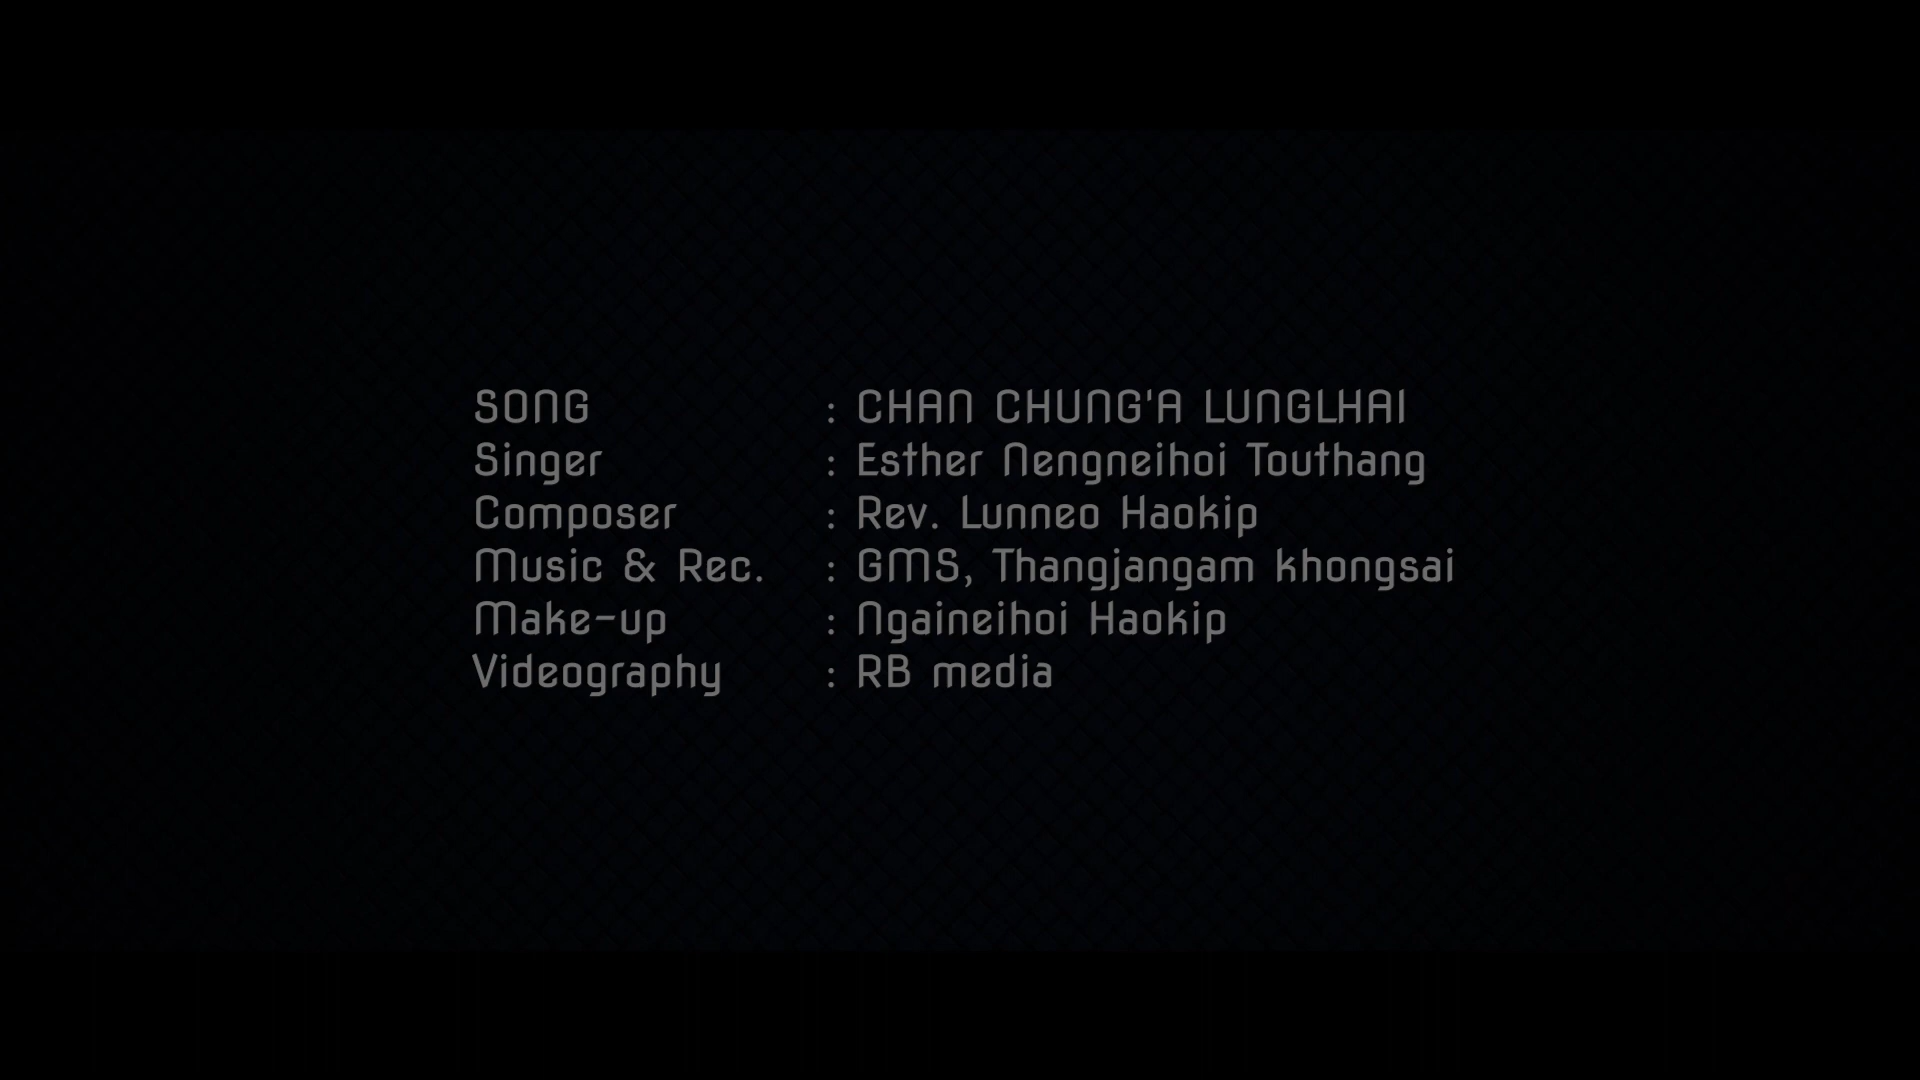 SONG : CHAN CHUNG'A LUNGLHAI
Singer : Esther Nengneihoi Touthang
Composer : Rev. Lunneo Haokip
Music & Rec. : GMS, Thangjangam khongsai
Make-up : Ngaineihoi Haokip
Videography : RB media